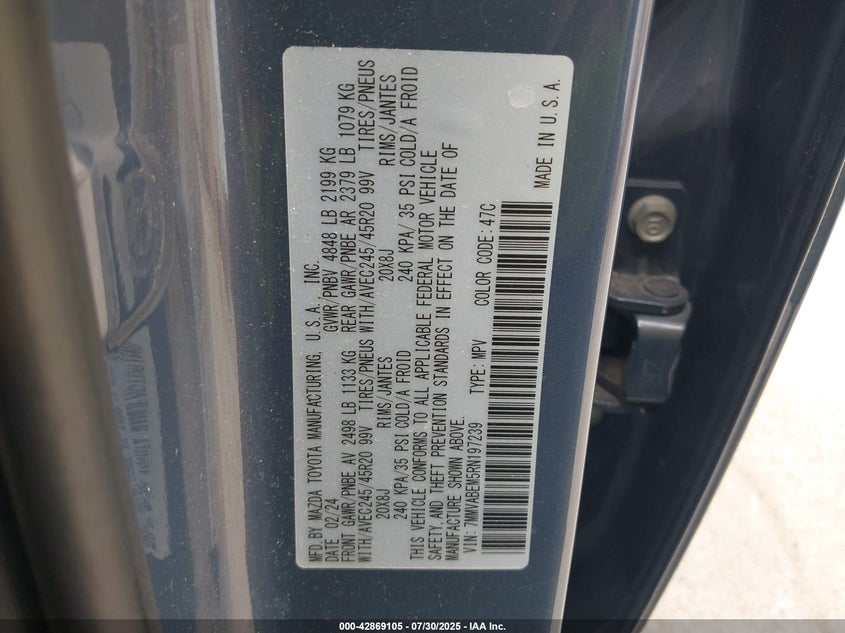 MFD.BY MAZDA TOYOTA MANUFACTURING, U.S.A., INC.
DATE 02/24 GVWR/PNBV 4848 LB 2199 KG
FRONT GAWR/PNBE AV 2498 LB 1133 KG REAR GAWR/PNBE AR 2379 LB 1079 KG
WITH/AVEC245/45R20 99V TIRES/PNEUS WITH/AVEC245/45R20 99V TIRES/PNEUS
20X8J RIMS/JANTES 20X8J RIMS/JANTES
240 KPA/35 PSI COLD/A FROID 240 KPA/ 35 PSI COLD/A FROID
THIS VEHICLE CONFORMS TO ALL APPLICABLE FEDERAL MOTOR VEHICLE
SAFETY,AND THEFT PREVENTION STANDARDS IN EFFECT ON THE DATE OF
MANUFACTURE SHOWN ABOVE.
VIN: 7MMVABEM5RN197239 TYPE: MPV COLOR CODE:47C
MADE IN U.S.A.
000-42869105 - 07/30/2025 - IAA Inc.